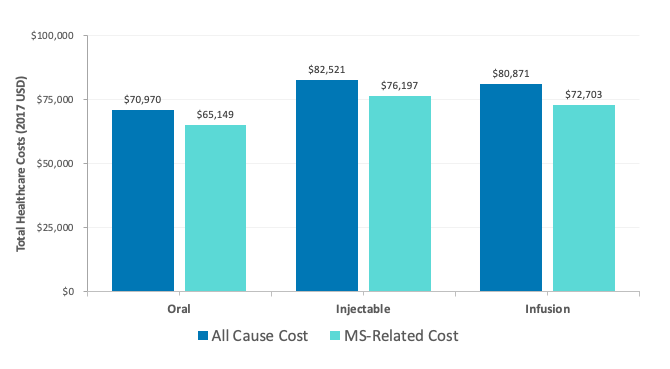 Total Healthcare Costs (2017 USD)
$100,000
$75,000
$50,000
$25,000
$0
$70,970
$65,149
$82,521
$76,197
$80,871
$72,703
Oral
Injectable
Infusion
All Cause Cost
MS-Related Cost